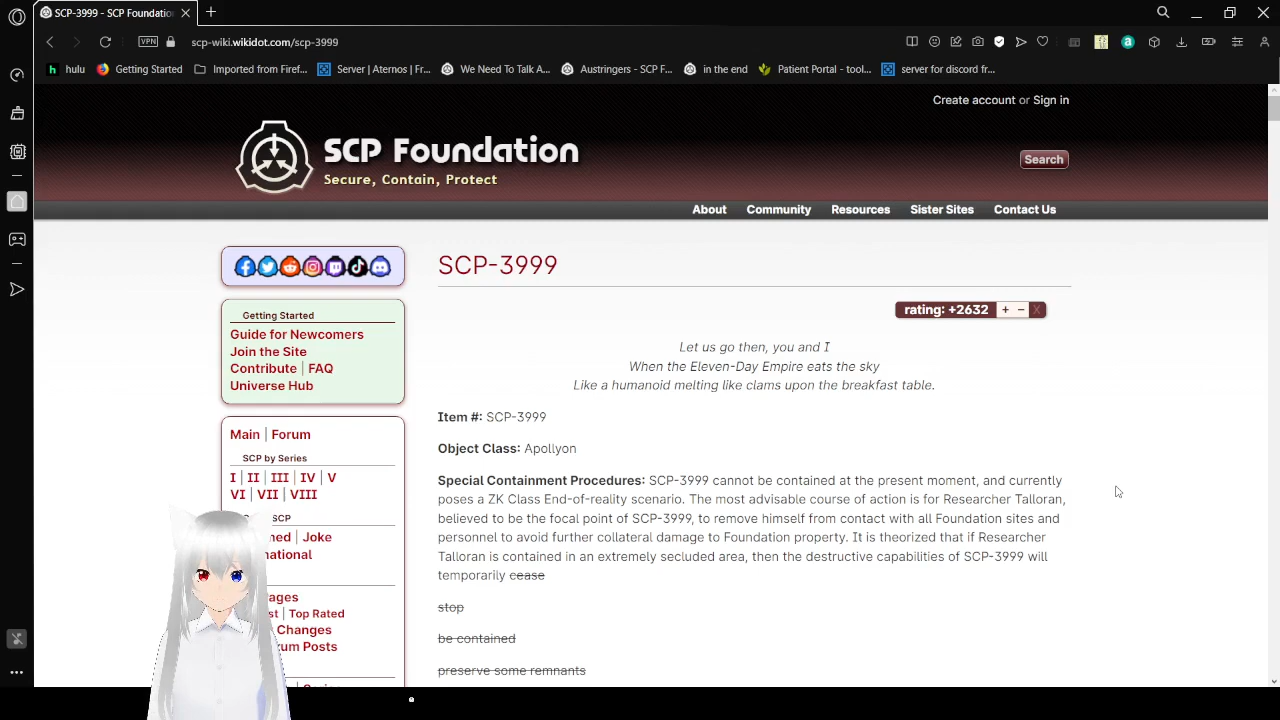 SCP-3999 - SCP Foundatio
VPN
scp-wiki.wikidot.com/scp-3999
hulu
Getting Started
Imported from Firef...
Server | Aternos | Fr...
We Need To Talk A...
Austringers - SCP F...
in the end
Patient Portal - tool...
server for discord fr...
Create account or Sign in
SCP Foundation
Secure, Contain, Protect
Search
About
Community
Resources
Sister Sites
Contact Us
SCP-3999
rating: +2632 + − X
Getting Started
Guide for Newcomers
Join the Site
Contribute | FAQ
Universe Hub
Let us go then, you and I
When the Eleven-Day Empire eats the sky
Like a humanoid melting like clams upon the breakfast table.
Item #: SCP-3999
Object Class: Apollyon
Special Containment Procedures: SCP-3999 cannot be contained at the present moment, and currently
poses a ZK Class End-of-reality scenario. The most advisable course of action is for Researcher Talloran,
believed to be the focal point of SCP-3999, to remove himself from contact with all Foundation sites and
personnel to avoid further collateral damage to Foundation property. It is theorized that if Researcher
Talloran is contained in an extremely secluded area, then the destructive capabilities of SCP-3999 will
temporarily cease
stop
be contained
preserve some remnants
Main | Forum
SCP by Series
I | II | III | IV | V
VI | VII | VIII
SCP
ned | Joke
national
ages
st | Top Rated
Changes
um Posts